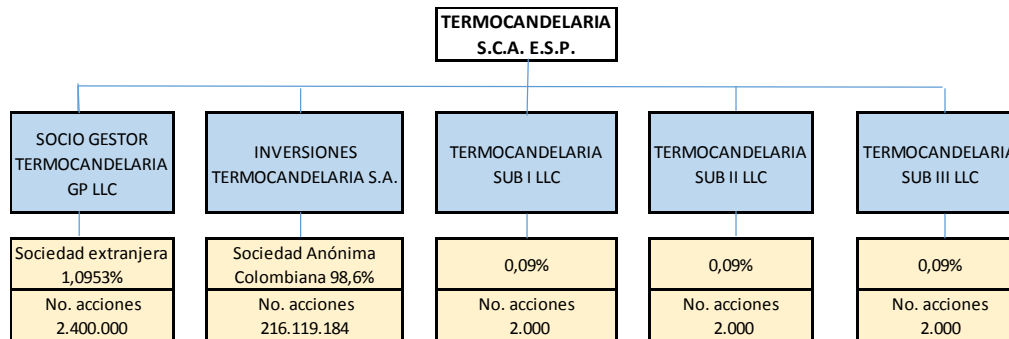 TERMOCANDELARIA
S.C.A. E.S.P.
SOCIO GESTOR
TERMOCANDELARIA
GP LLC
INVERSIONES
TERMOCANDELARIA S.A.
TERMOCANDELARIA
SUB I LLC
TERMOCANDELARIA
SUB II LLC
TERMOCANDELARIA
SUB III LLC
Sociedad extranjera
1,0953%
Sociedad Anónima
Colombiana 98,6%
0,09%
0,09%
0,09%
No. acciones
2.400.000
No. acciones
216.119.184
No. acciones
2.000
No. acciones
2.000
No. acciones
2.000